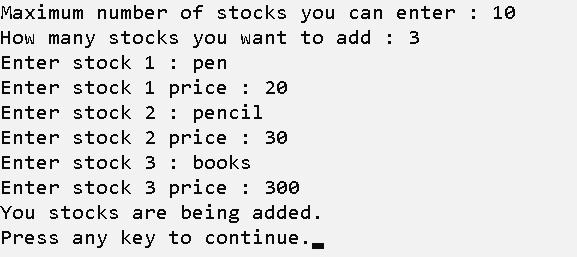 Maximum number of stocks you can enter : 10
How many stocks you want to add : 3
Enter stock 1 : pen
Enter stock 1 price : 20
Enter stock 2 : pencil
Enter stock 2 price : 30
Enter stock 3 : books
Enter stock 3 price : 300
You stocks are being added.
Press any key to continue.